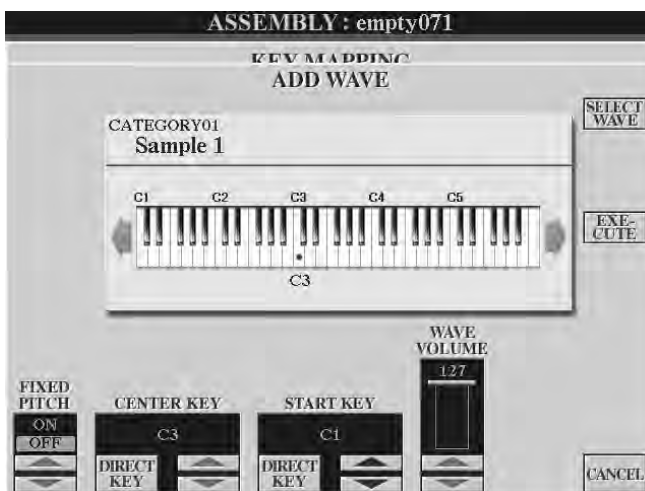 ASSEMBLY : empty071
KEY MAPPING
ADD WAVE
SELECT
WAVE
CATEGORY01
Sample 1
C1 C2 C3 C4 C5
EXE-
CUTE
C3
WAVE
VOLUME
127
FIXED
PITCH
CENTER KEY
START KEY
ON
OFF
C3
C1
DIRECT
KEY
DIRECT
KEY
CANCEL